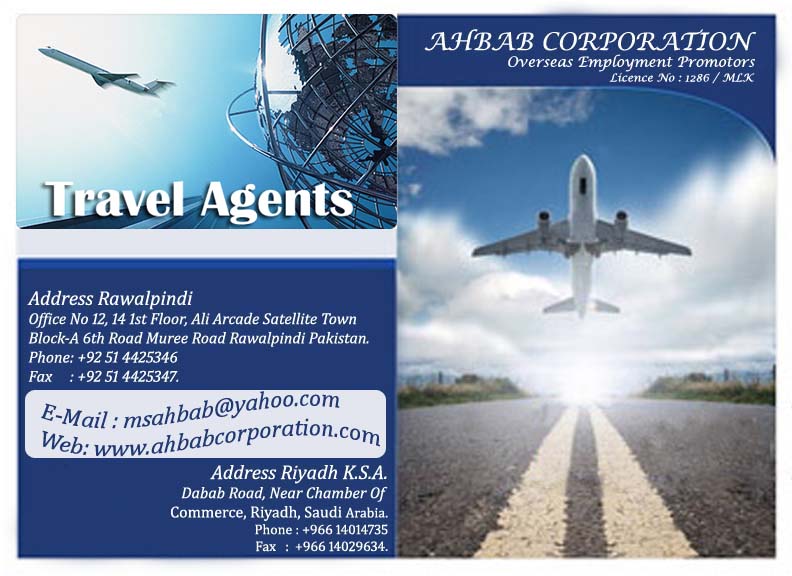 Travel Agents
Address Rawalpindi
Office No 12, 14 1st Floor, Ali Arcade Satellite Town
Block-A 6th Road Muree Road Rawalpindi Pakistan.
Phone: +92 51 4425346
Fax : +92 51 4425347.
E-Mail : msahbab@yahoo.com
Web: www.ahbabcorporation.com
Address Riyadh K.S.A.
Dabab Road, Near Chamber Of
Commerce, Riyadh, Saudi Arabia.
Phone : +966 14014735
Fax : +966 14029634.
AHBAB CORPORATION
Overseas Employment Promotors
Licence No : 1286 / MLK